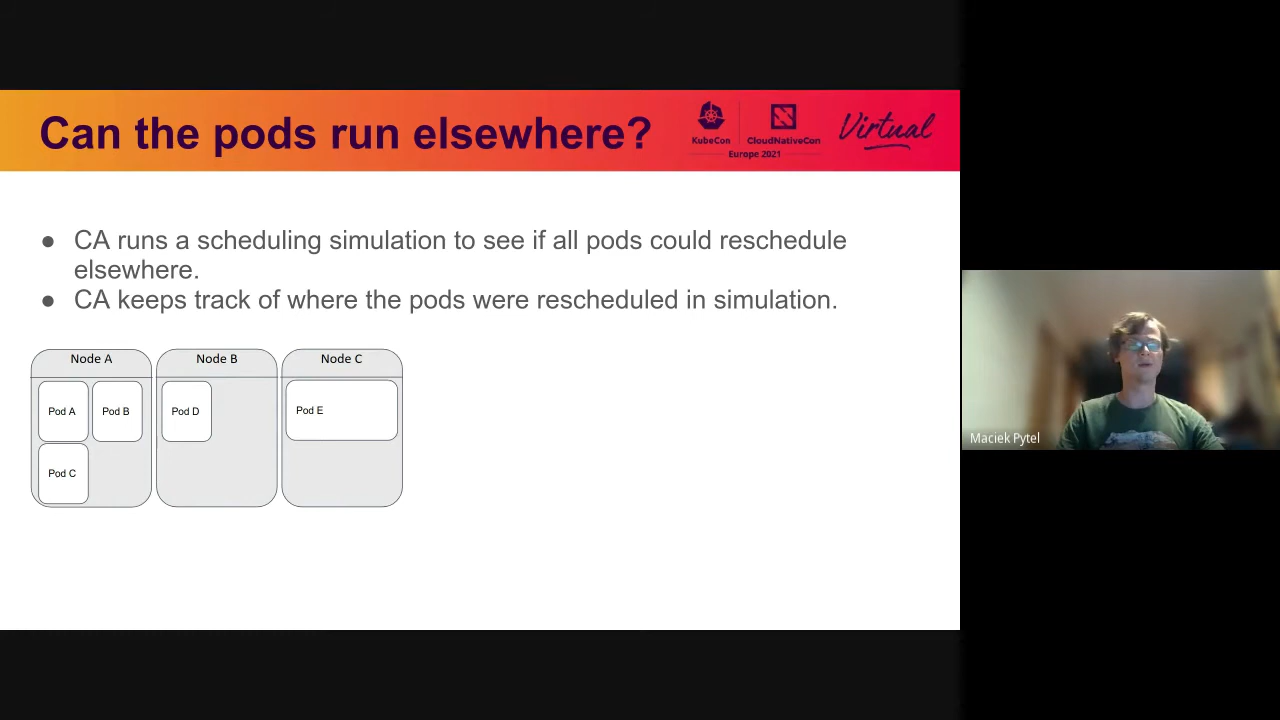 Can the pods run elsewhere?
KubeCon
CloudNativeCon
Europe 2021
Virtual
● CA runs a scheduling simulation to see if all pods could reschedule
elsewhere.
● CA keeps track of where the pods were rescheduled in simulation.
Node A
Node B
Node C
Pod A
Pod B
Pod D
Pod E
Pod C
Maciek Pytel